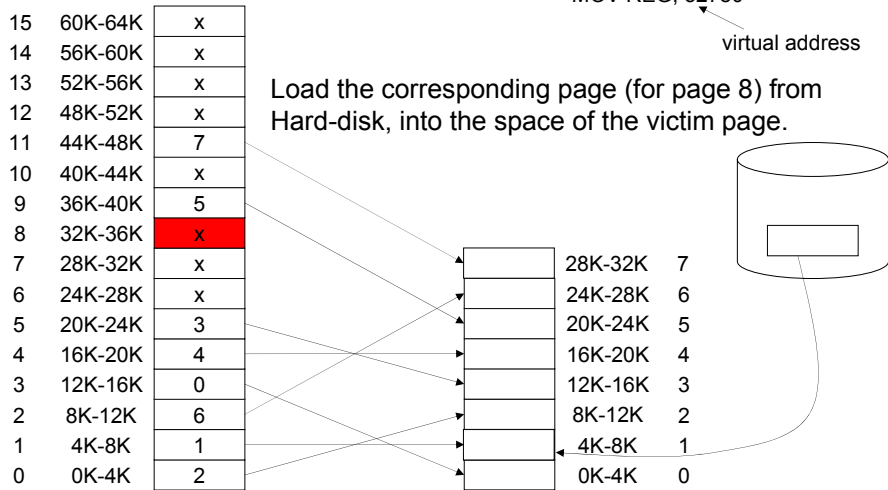 virtual address
15 60K-64K x
14 56K-60K x
13 52K-56K x
12 48K-52K x
11 44K-48K 7
10 40K-44K x
9 36K-40K 5
8 32K-36K x
7 28K-32K x
6 24K-28K x
5 20K-24K 3
4 16K-20K 4
3 12K-16K 0
2 8K-12K 6
1 4K-8K 1
0 0K-4K 2
Load the corresponding page (for page 8) from
Hard-disk, into the space of the victim page.
28K-32K 7
24K-28K 6
20K-24K 5
16K-20K 4
12K-16K 3
8K-12K 2
4K-8K 1
0K-4K 0